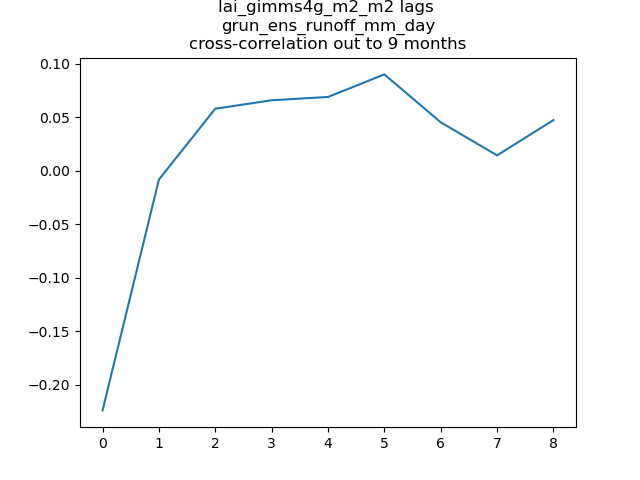 lai_gimms4g_m2_m2 lags
grun_ens_runoff_mm_day
cross-correlation out to 9 months
0.10
0.05
0.00
−0.05
−0.10
−0.15
−0.20
0 1 2 3 4 5 6 7 8